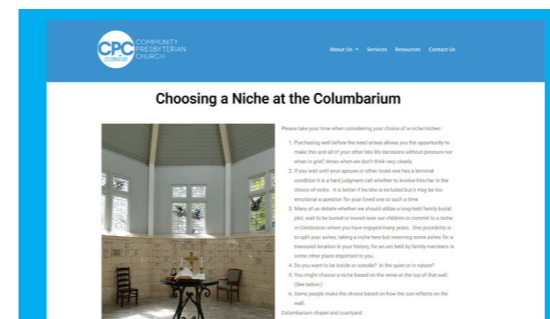 CPC
CELEBRATION
COMMUNITY
PRESBYTERIAN
CHURCH
About Us Services Resources Contact Us
Choosing a Niche at the Columbarium
Please take your time when considering your choice of a niche/niches:
1. Purchasing well before the need arises allows you the opportunity to
make this and all of your other late life decisions without pressure nor
when in grief, times when we don't think very clearly.
2. If you wait until your spouse or other loved one has a terminal
condition it is a hard judgment call whether to involve him/her in the
choice of niche. It is better if he/she is included but it may be too
emotional a question for your loved one at such a time.
3. Many of us debate whether we should utilize a long-held family burial
plot, wait to be buried or inured near our children or commit to a niche
in Celebration where you have enjoyed many years. One possibility is
to split your ashes, taking a niche here but reserving some ashes for a
treasured location in your history, for an urn held by family members in
some other place important to you.
4. Do you want to be inside or outside? In the quiet or in nature?
5. You might choose a niche based on the verse at the top of that wall.
(See below.)
6. Some people make the choice based on how the sun reflects on the
wall.
Columbarium chapel and courtyard: